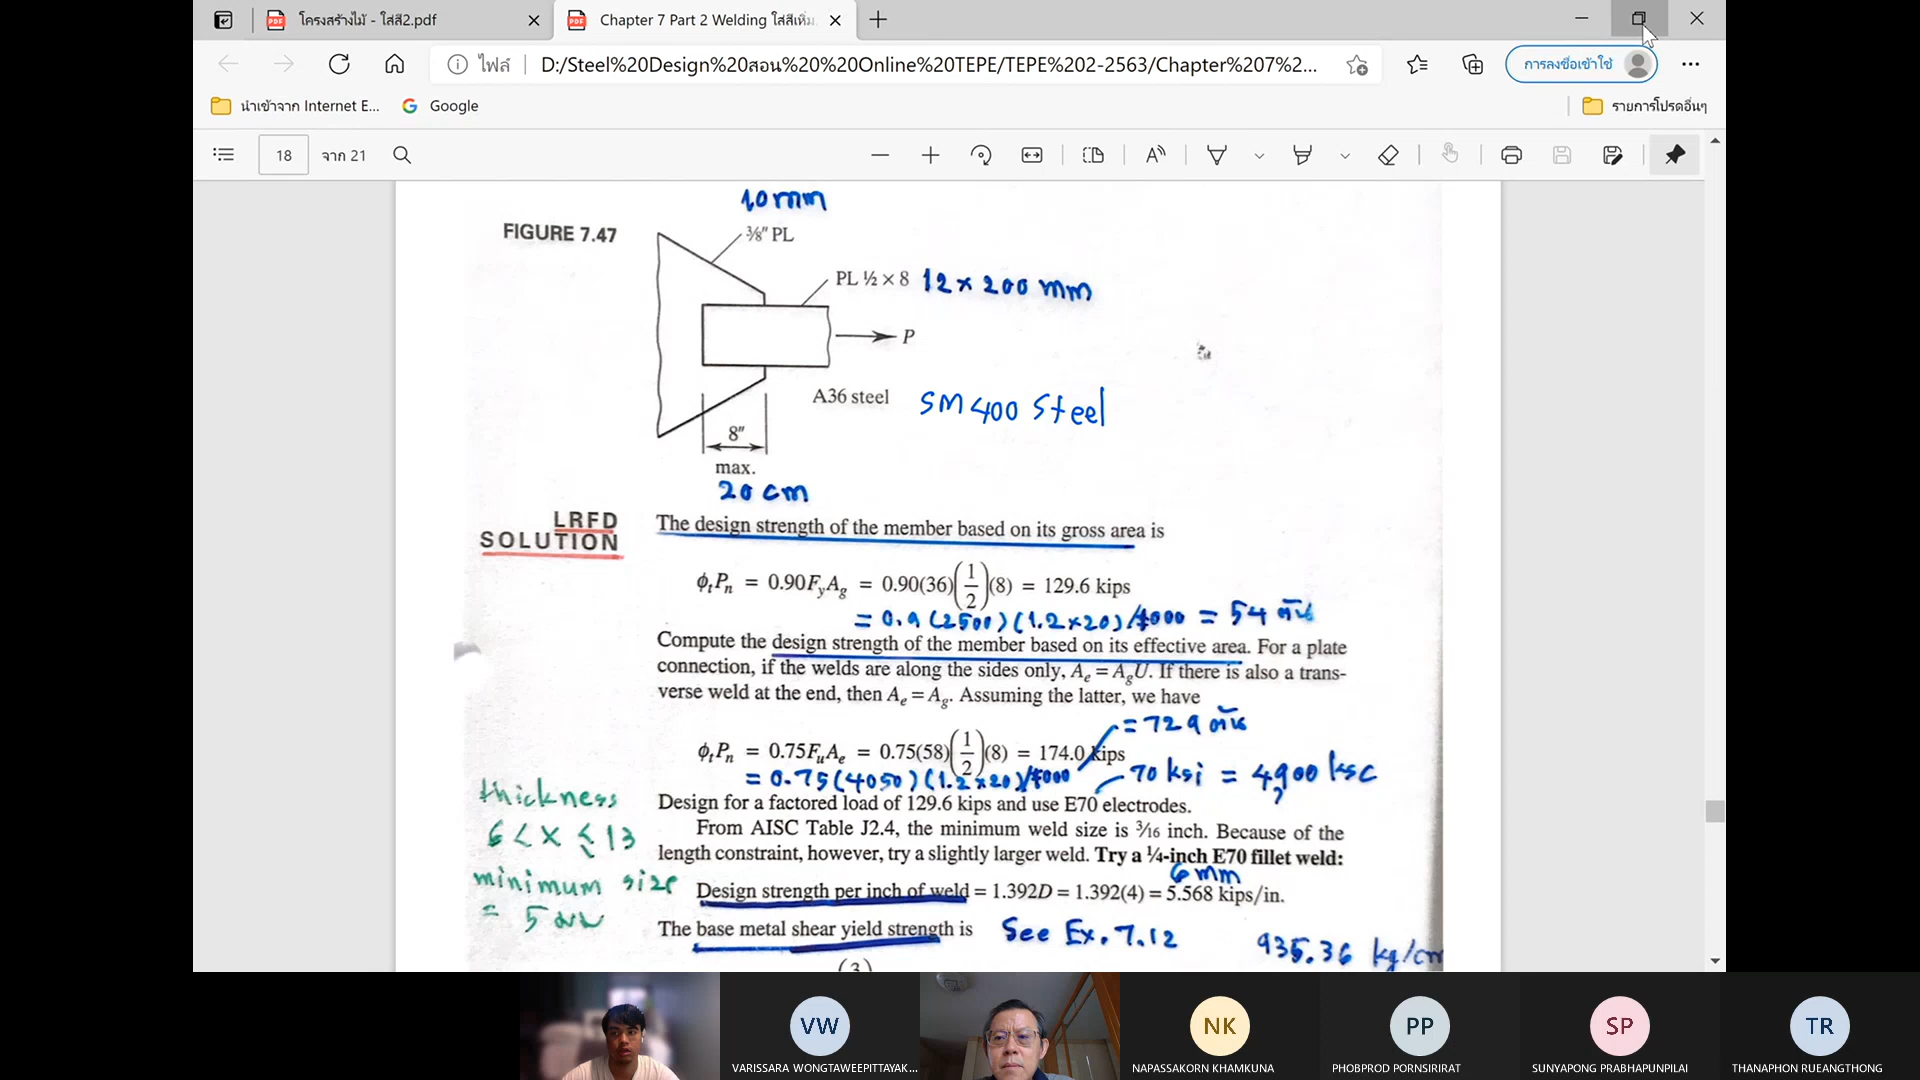 โครงสร้างไม้ - ใส่สี2.pdf
Chapter 7 Part 2 Welding ใส่สีเพิ่ม
ไฟล์
D:/Steel%20Design%20สอน%20%20Online%20TEPE/TEPE%202-2563/Chapter%207%2...
การลงชื่อเข้าใช้
นำเข้าจาก Internet E...
Google
รายการโปรดอื่นๆ
18 จาก 21
10 mm
FIGURE 7.47
⅜" PL
PL ½ × 8 12 x 200 mm
P
A36 steel SM 400 Steel
8"
max.
20 cm
LRFD
SOLUTION
The design strength of the member based on its gross area is
ϕtPn = 0.90FyAg = 0.90(36)(1/2)(8) = 129.6 kips
= 0.9 (2500)(1.2x20)/1000 = 54 ตัน
Compute the design strength of the member based on its effective area. For a plate
connection, if the welds are along the sides only, Ae = AgU. If there is also a trans-
verse weld at the end, then Ae = Ag. Assuming the latter, we have
= 72.9 ตัน
ϕtPn = 0.75FuAe = 0.75(58)(1/2)(8) = 174.0 kips
= 0.75(4050)(1.2x20)/1000
70 ksi = 4,900 ksc
Design for a factored load of 129.6 kips and use E70 electrodes.
From AISC Table J2.4, the minimum weld size is 3/16 inch. Because of the
length constraint, however, try a slightly larger weld. Try a ¼-inch E70 fillet weld:
6 mm
thickness
6 < x ≤ 13
minimum size
= 5 มม
Design strength per inch of weld = 1.392D = 1.392(4) = 5.568 kips/in.
The base metal shear yield strength is See Ex. 7.12
935.36 kg/cm
VW
NK
PP
SP
TR
VARISSARA WONGTAWEEPITTAYAK...
NAPASSAKORN KHAMKUNA
PHOBPROD PORNSIRIRAT
SUNYAPONG PRABHAPUNPILAI
THANAPHON RUEANGTHONG